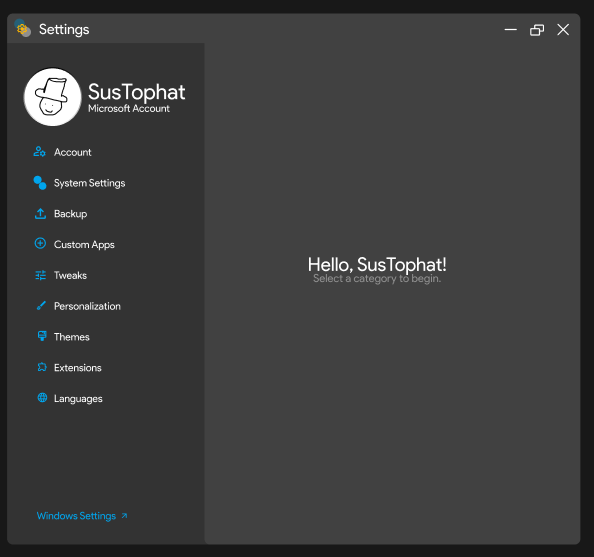 Settings
SusTophat
Microsoft Account
Account
System Settings
Backup
Custom Apps
Tweaks
Personalization
Themes
Extensions
Languages
Windows Settings
Hello, SusTophat!
Select a category to begin.